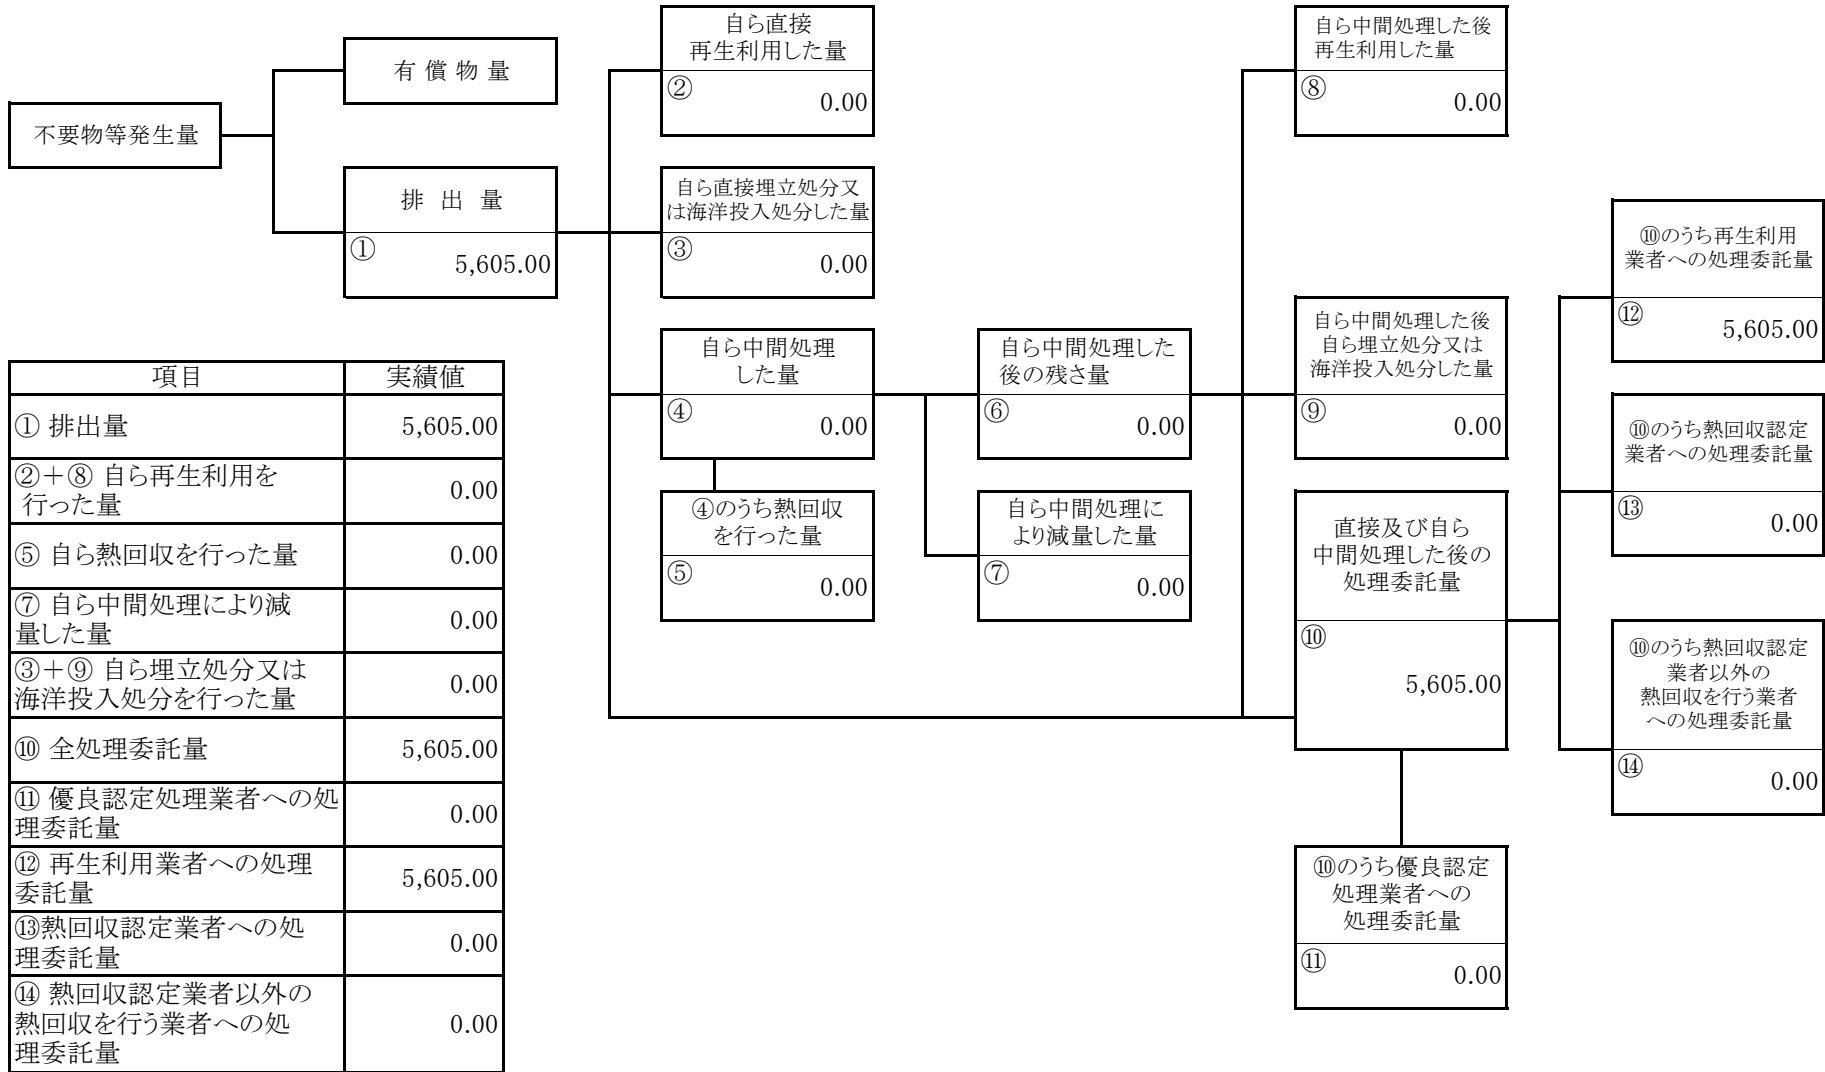 不要物等発生量
有 償 物 量
排 出 量
①
5,605.00
自ら直接
再生利用した量
②
0.00
自ら直接埋立処分又
は海洋投入処分した量
③
0.00
自ら中間処理
した量
④
0.00
④のうち熱回収
を行った量
⑤
0.00
自ら中間処理した
後の残さ量
⑥
0.00
自ら中間処理に
より減量した量
⑦
0.00
自ら中間処理した後
再生利用した量
⑧
0.00
自ら中間処理した後
自ら埋立処分又は
海洋投入処分した量
⑨
0.00
直接及び自ら
中間処理した後の
処理委託量
⑩
5,605.00
⑩のうち優良認定
処理業者への
処理委託量
⑪
0.00
⑩のうち再生利用
業者への処理委託量
⑫
5,605.00
⑩のうち熱回収認定
業者への処理委託量
⑬
0.00
⑩のうち熱回収認定
業者以外の
熱回収を行う業者
への処理委託量
⑭
0.00
項目 実績値
① 排出量 5,605.00
②+⑧ 自ら再生利用を
行った量
0.00
⑤ 自ら熱回収を行った量 0.00
⑦ 自ら中間処理により減
量した量
0.00
③+⑨ 自ら埋立処分又は
海洋投入処分を行った量
0.00
⑩ 全処理委託量 5,605.00
⑪ 優良認定処理業者への処
理委託量
0.00
⑫ 再生利用業者への処理
委託量
5,605.00
⑬熱回収認定業者への処
理委託量
0.00
⑭ 熱回収認定業者以外の
熱回収を行う業者への処
理委託量
0.00